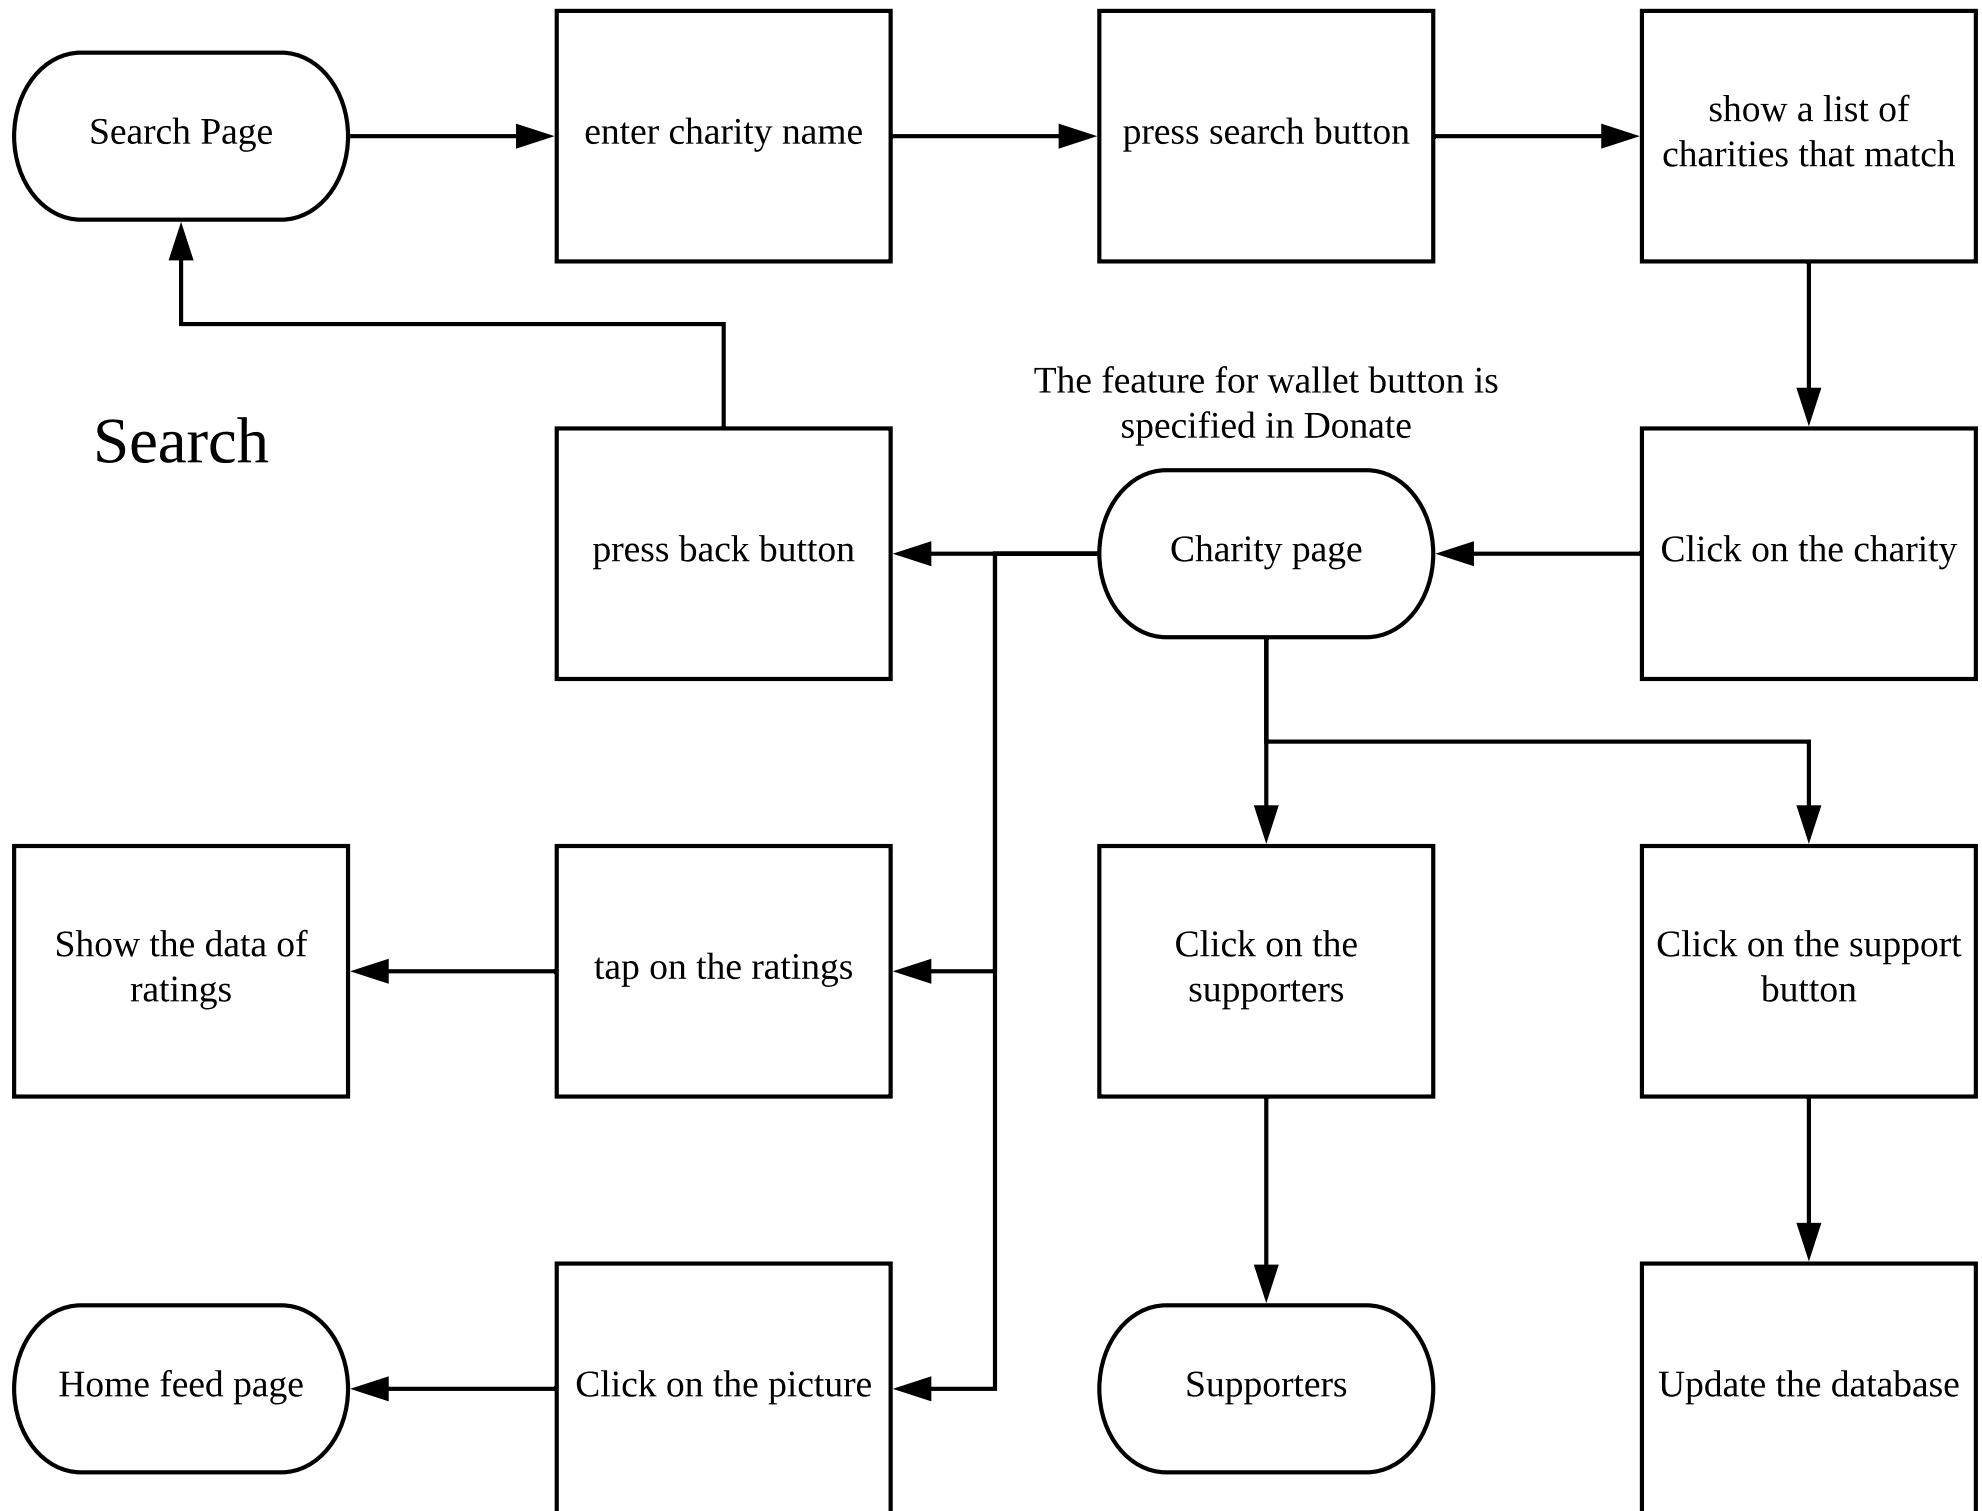 Search Page
enter charity name
press search button
show a list of
charities that match
The feature for wallet button is
specified in Donate
Search
press back button
Charity page
Click on the charity
Show the data of
ratings
tap on the ratings
Click on the
supporters
Click on the support
button
Home feed page
Click on the picture
Supporters
Update the database